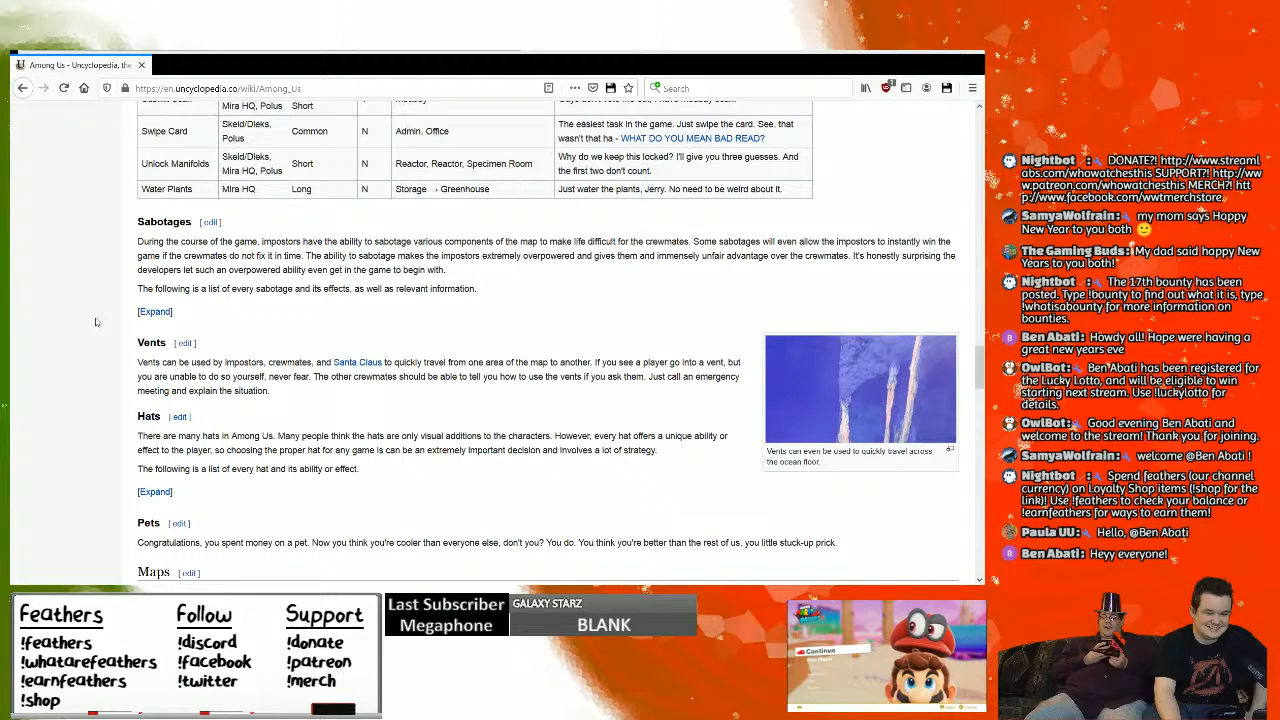 Among Us - Uncyclopedia, the
https://en.uncyclopedia.co/wiki/Among_Us
Search
Mira HQ, Polus
Short
Swipe Card
Skeld/Dleks,
Polus
Common
N
Admin, Office
The easiest task in the game. Just swipe the card. See. that
wasn't that ha - WHAT DO YOU MEAN BAD READ?
Unlock Manifolds
Skeld/Dleks,
Mira HQ, Polus
Short
N
Reactor, Reactor, Specimen Room
Why do we keep this locked? I'll give you three guesses. And
the first two don't count.
Water Plants
Mira HQ
Long
N
Storage → Greenhouse
Just water the plants, Jerry. No need to be weird about it.
Sabotages [ edit ]
During the course of the game, impostors have the ability to sabotage various components of the map to make life difficult for the crewmates. Some sabotages will even allow the impostors to instantly win the
game if the crewmates do not fix it in time. The ability to sabotage makes the impostors extremely overpowered and gives them and immensely unfair advantage over the crewmates. It's honestly surprising the
developers let such an overpowered ability even get in the game to begin with.
The following is a list of every sabotage and its effects, as well as relevant information.
[Expand]
Vents [ edit ]
Vents can be used by impostors, crewmates, and Santa Claus to quickly travel from one area of the map to another. If you see a player go into a vent, but
you are unable to do so yourself, never fear. The other crewmates should be able to tell you how to use the vents if you ask them. Just call an emergency
meeting and explain the situation.
Vents can even be used to quickly travel across
the ocean floor.
Hats [ edit ]
There are many hats in Among Us. Many people think the hats are only visual additions to the characters. However, every hat offers a unique ability or
effect to the player, so choosing the proper hat for any game is can be an extremely important decision and involves a lot of strategy.
The following is a list of every hat and its ability or effect.
[Expand]
Pets [ edit ]
Congratulations, you spent money on a pet. Now you think you're cooler than everyone else, don't you? You do. You think you're better than the rest of us, you little stuck-up prick.
Maps [ edit ]
Nightbot : DONATE?! http://www.streaml
abs.com/whowatchesthis SUPPORT?! http://ww
w.patreon.com/whowatchesthis MERCH?! htt
p://www.facebook.com/wwtmerchstore.
SamyaWolfrain : my mom says Happy
New Year to you both
The Gaming Buds: My dad said happy New
Years to you both!
Nightbot : The 17th bounty has been
posted. Type !bounty to find out what it is, type
!whatisabounty for more information on
bounties.
Ben Abati: Howdy all! Hope were having a
great new years eve
OwlBot : Ben Abati has been registered for
the Lucky Lotto, and will be eligible to win
starting next stream. Use !luckylotto for
details.
OwlBot : Good evening Ben Abati and
welcome to the stream! Thank you for joining.
SamyaWolfrain : welcome @Ben Abati !
Nightbot : Spend feathers (our channel
currency) on Loyalty Shop items (!shop for the
link)! Use !feathers to check your balance or
!earnfeathers for ways to earn them!
Paula UU: Hello, @Ben Abati
Ben Abati: Heyy everyone!
Feathers
!feathers
!whatarefeathers
!earnfeathers
!shop
Follow
!discord
!facebook
!twitter
Support
!donate
!patreon
!merch
Last Subscriber
Megaphone
GALAXY STARZ
BLANK
Continue